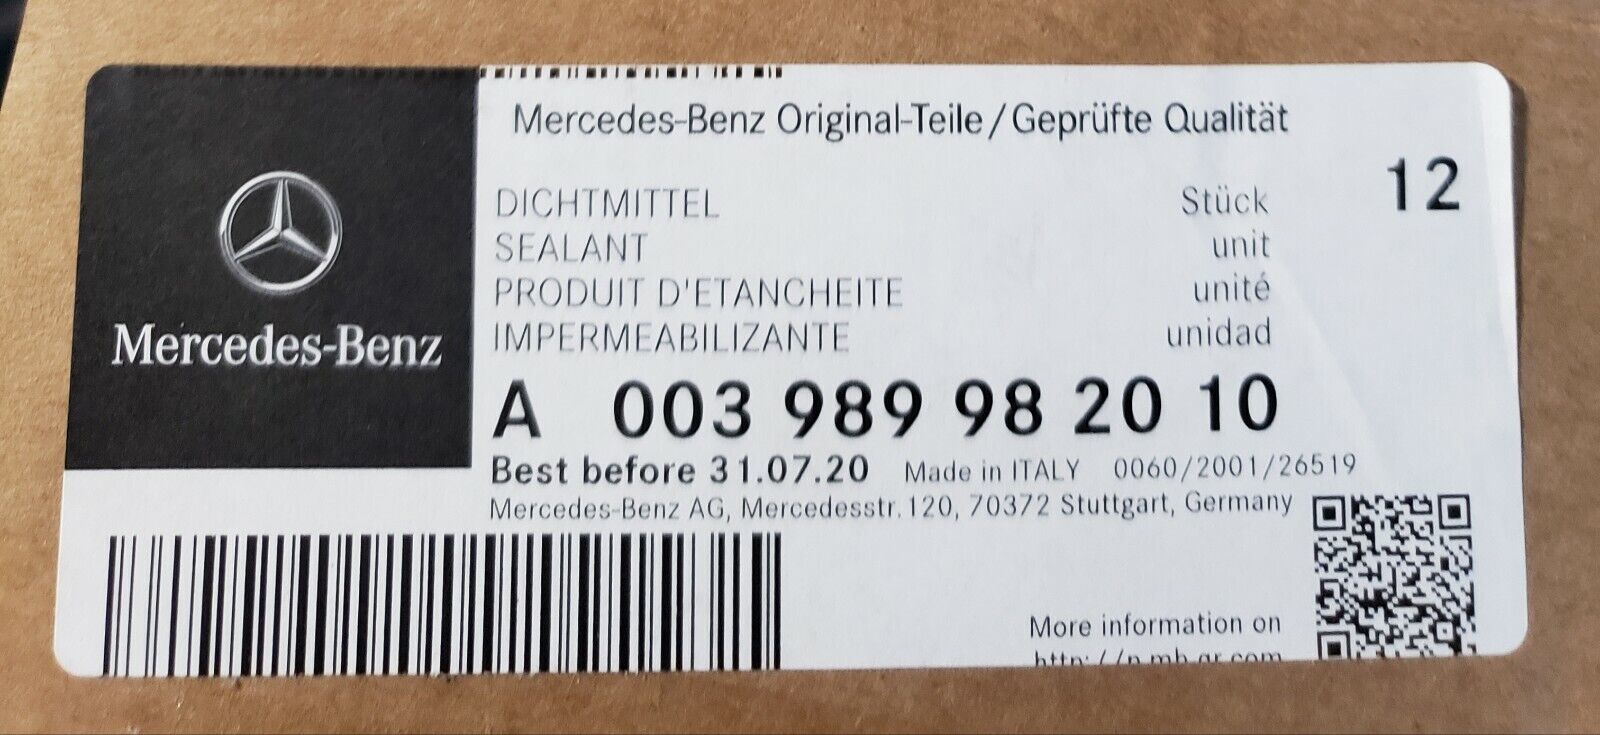 Mercedes-Benz Original-Teile/Geprüfte Qualität
12
DICHTMITTEL Stück
SEALANT unit
PRODUIT D'ETANCHEITE unité
IMPERMEABILIZANTE unidad
Mercedes-Benz
A 003 989 98 20 10
Best before 31.07.20 Made in ITALY 0060/2001/26519
Mercedes-Benz AG, Mercedesstr.120, 70372 Stuttgart, Germany
More information on